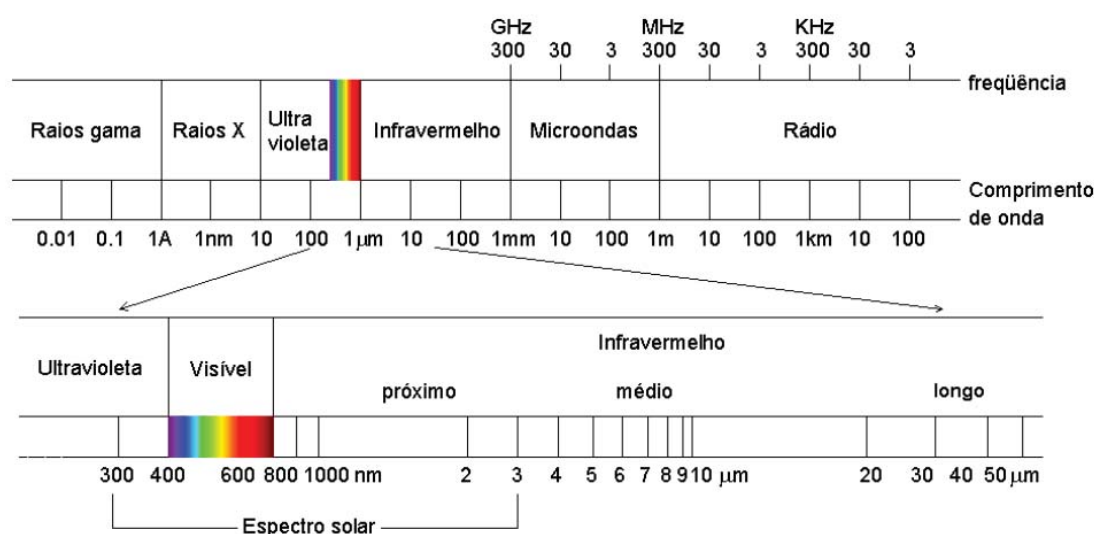 GHz MHz KHz
300 30 3 300 30 3 300 30 3
freqüência
Raios gama Raios X Ultra violeta Infravermelho Microondas Rádio
Comprimento de onda
0.01 0.1 1A 1nm 10 100 1μm 10 100 1mm 10 100 1m 10 100 1km 10 100
Ultravioleta Visível Infravermelho
próximo médio longo
300 400 600 800 1000 nm 2 3 4 5 6 7 8 9 10 μm 20 30 40 50 μm
Espectro solar